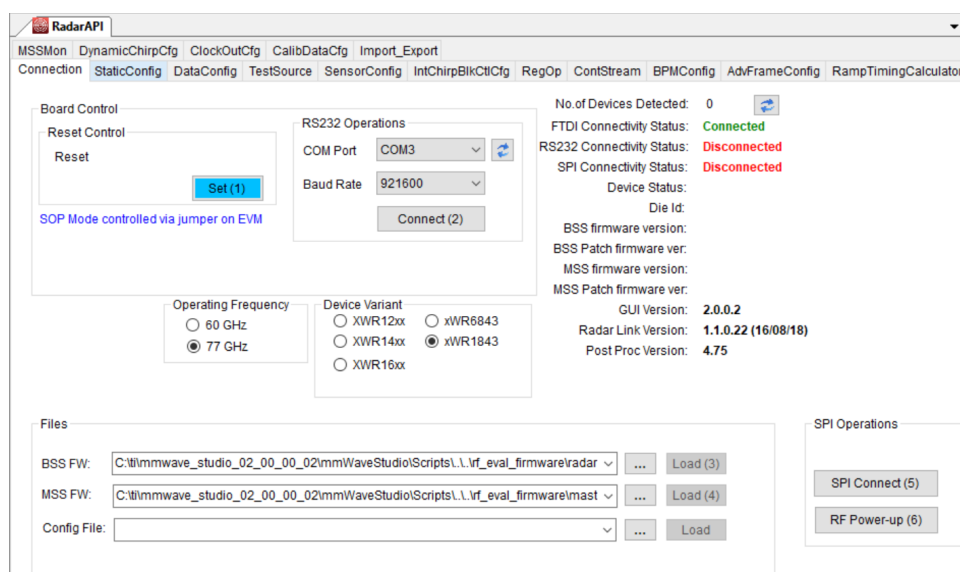 RadarAPI
MSSMon DynamicChirpCfg ClockOutCfg CalibDataCfg Import_Export
Connection StaticConfig DataConfig TestSource SensorConfig IntChirpBlkCtlCfg RegOp ContStream BPMConfig AdvFrameConfig RampTimingCalculator
Board Control
Reset Control
Reset
Set (1)
SOP Mode controlled via jumper on EVM
RS232 Operations
COM Port COM3
Baud Rate 921600
Connect (2)
No.of Devices Detected: 0
FTDI Connectivity Status: Connected
RS232 Connectivity Status: Disconnected
SPI Connectivity Status: Disconnected
Device Status:
Die Id:
BSS firmware version:
BSS Patch firmware ver:
MSS firmware version:
MSS Patch firmware ver:
GUI Version: 2.0.0.2
Radar Link Version: 1.1.0.22 (16/08/18)
Post Proc Version: 4.75
Operating Frequency
60 GHz
77 GHz
Device Variant
XWR12xx xWR6843
XWR14xx xWR1843
XWR16xx
Files
BSS FW: C:\ti\mmwave_studio_02_00_00_02\mmWaveStudio\Scripts\..\..\rf_eval_firmware\radar ... Load (3)
MSS FW: C:\ti\mmwave_studio_02_00_00_02\mmWaveStudio\Scripts\..\..\rf_eval_firmware\mast ... Load (4)
Config File: ... Load
SPI Operations
SPI Connect (5)
RF Power-up (6)